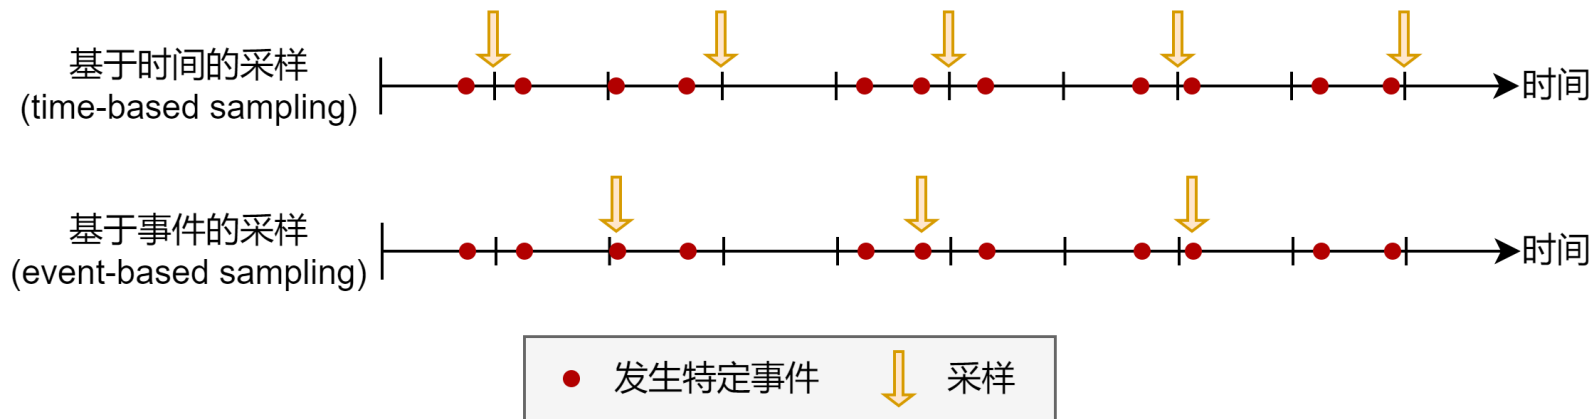 基于时间的采样
(time-based sampling)
时间
基于事件的采样
(event-based sampling)
时间
发生特定事件
采样